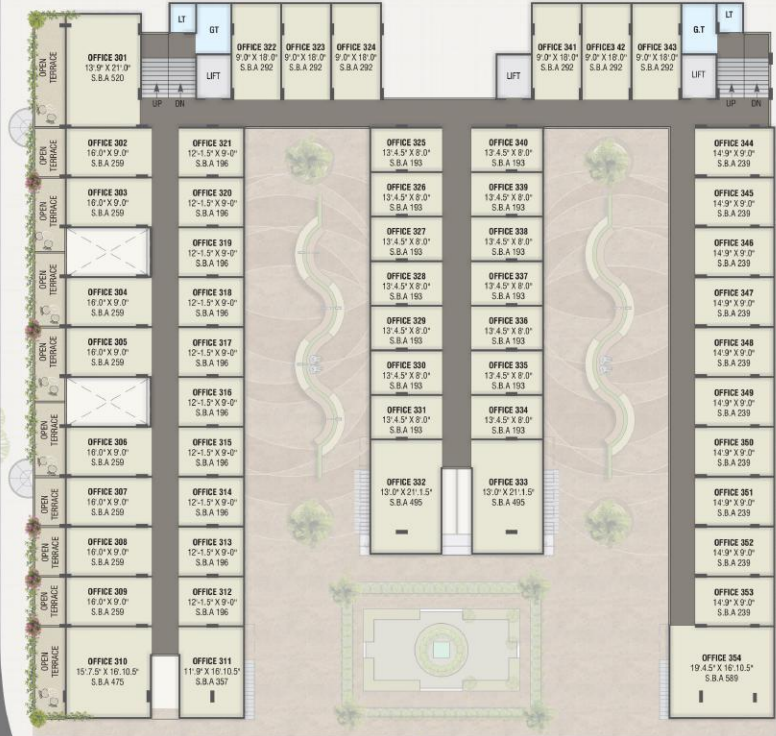 OPEN TERRACE
OFFICE 301
13'.9" X 21'.0"
S.B.A 520
LT
GT
LIFT
UP
DN
OFFICE 322
9'.0" X 18'.0"
S.B.A 292
OFFICE 323
9'.0" X 18'.0"
S.B.A 292
OFFICE 324
9'.0" X 18'.0"
S.B.A 292
LIFT
OFFICE 341
9'.0" X 18'.0"
S.B.A 292
OFFICE3 42
9'.0" X 18'.0"
S.B.A 292
OFFICE 343
9'.0" X 18'.0"
S.B.A 292
G.T
LT
LIFT
UP
DN
OPEN TERRACE
OFFICE 302
16'.0" X 9'.0"
S.B.A 259
OPEN TERRACE
OFFICE 303
16'.0" X 9'.0"
S.B.A 259
OPEN TERRACE
OFFICE 304
16'.0" X 9'.0"
S.B.A 259
OPEN TERRACE
OFFICE 305
16'.0" X 9'.0"
S.B.A 259
OPEN TERRACE
OFFICE 306
16'.0" X 9'.0"
S.B.A 259
OPEN TERRACE
OFFICE 307
16'.0" X 9'.0"
S.B.A 259
OPEN TERRACE
OFFICE 308
16'.0" X 9'.0"
S.B.A 259
OPEN TERRACE
OFFICE 309
16'.0" X 9'.0"
S.B.A 259
OPEN TERRACE
OFFICE 310
15'.7.5" X 16'.10.5"
S.B.A 475
OFFICE 321
12'-1.5" X 9'-0"
S.B.A 196
OFFICE 320
12'-1.5" X 9'-0"
S.B.A 196
OFFICE 319
12'-1.5" X 9'-0"
S.B.A 196
OFFICE 318
12'-1.5" X 9'-0"
S.B.A 196
OFFICE 317
12'-1.5" X 9'-0"
S.B.A 196
OFFICE 316
12'-1.5" X 9'-0"
S.B.A 196
OFFICE 315
12'-1.5" X 9'-0"
S.B.A 196
OFFICE 314
12'-1.5" X 9'-0"
S.B.A 196
OFFICE 313
12'-1.5" X 9'-0"
S.B.A 196
OFFICE 312
12'-1.5" X 9'-0"
S.B.A 196
OFFICE 311
11'.9" X 16'.10.5"
S.B.A 357
OFFICE 325
13'.4.5" X 8'.0"
S.B.A 193
OFFICE 326
13'.4.5" X 8'.0"
S.B.A 193
OFFICE 327
13'.4.5" X 8'.0"
S.B.A 193
OFFICE 328
13'.4.5" X 8'.0"
S.B.A 193
OFFICE 329
13'.4.5" X 8'.0"
S.B.A 193
OFFICE 330
13'.4.5" X 8'.0"
S.B.A 193
OFFICE 331
13'.4.5" X 8'.0"
S.B.A 193
OFFICE 332
13'.0" X 21'.1.5"
S.B.A 495
OFFICE 340
13'.4.5" X 8'.0"
S.B.A 193
OFFICE 339
13'.4.5" X 8'.0"
S.B.A 193
OFFICE 338
13'.4.5" X 8'.0"
S.B.A 193
OFFICE 337
13'.4.5" X 8'.0"
S.B.A 193
OFFICE 336
13'.4.5" X 8'.0"
S.B.A 193
OFFICE 335
13'.4.5" X 8'.0"
S.B.A 193
OFFICE 334
13'.4.5" X 8'.0"
S.B.A 193
OFFICE 333
13'.0" X 21'.1.5"
S.B.A 495
OFFICE 344
14'.9" X 9'.0"
S.B.A 239
OFFICE 345
14'.9" X 9'.0"
S.B.A 239
OFFICE 346
14'.9" X 9'.0"
S.B.A 239
OFFICE 347
14'.9" X 9'.0"
S.B.A 239
OFFICE 348
14'.9" X 9'.0"
S.B.A 239
OFFICE 349
14'.9" X 9'.0"
S.B.A 239
OFFICE 350
14'.9" X 9'.0"
S.B.A 239
OFFICE 351
14'.9" X 9'.0"
S.B.A 239
OFFICE 352
14'.9" X 9'.0"
S.B.A 239
OFFICE 353
14'.9" X 9'.0"
S.B.A 239
OFFICE 354
19'.4.5" X 16'.10.5"
S.B.A 589